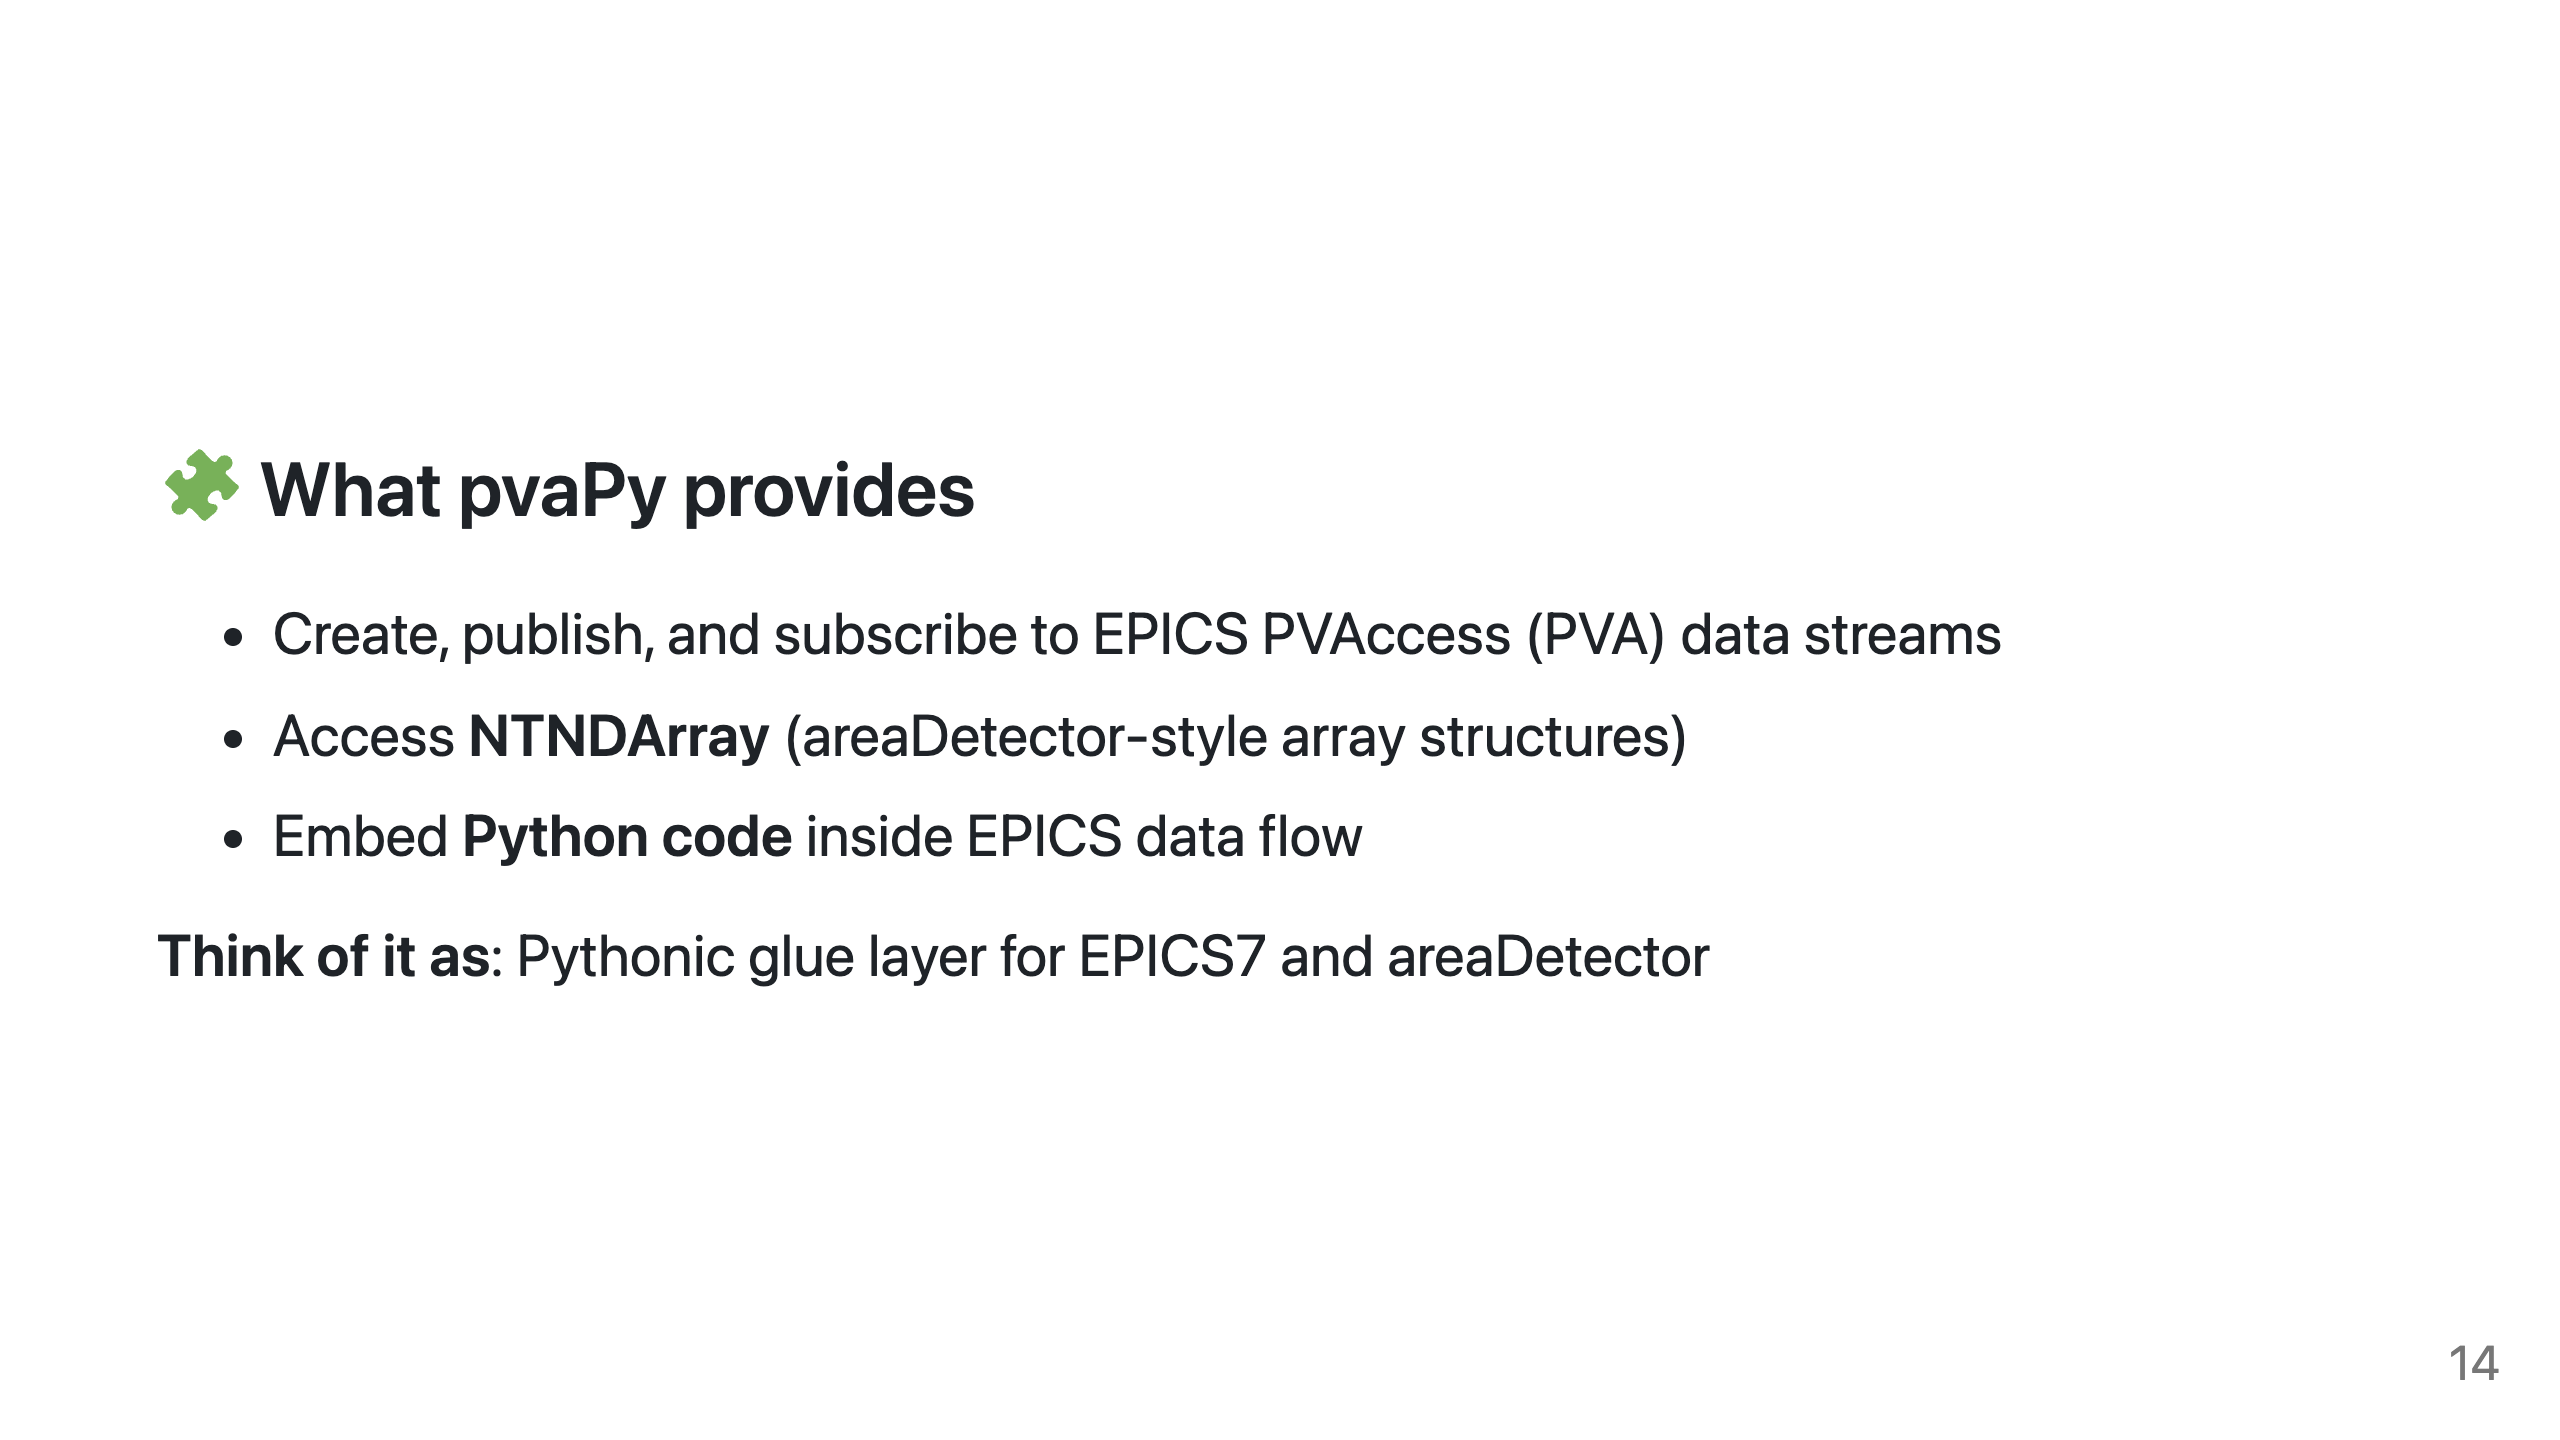 What pvaPy provides
• Create, publish, and subscribe to EPICS PVAccess (PVA) data streams
• Access NTNDArray (areaDetector-style array structures)
• Embed Python code inside EPICS data flow
Think of it as: Pythonic glue layer for EPICS7 and areaDetector
14